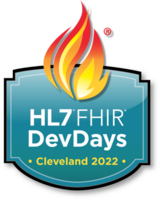 ®
HL7 FHIR®
DevDays
• Cleveland 2022 •